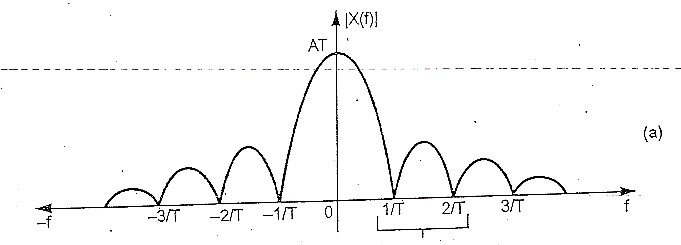 |X(f)|
AT
(a)
–f –3/T –2/T –1/T 0 1/T 2/T 3/T f